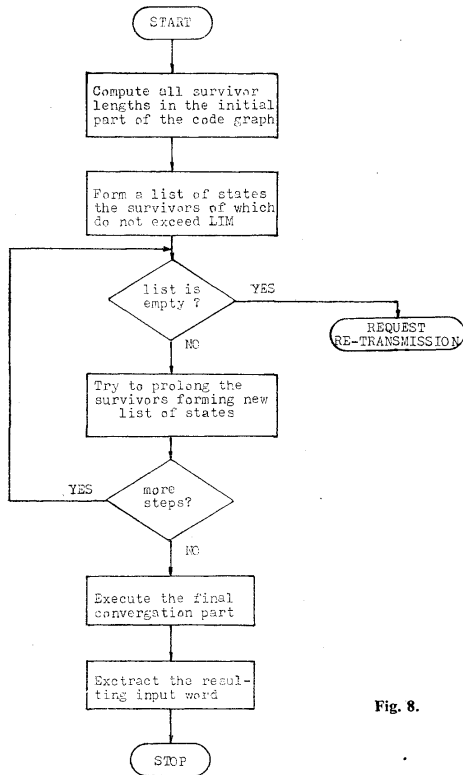 START
Compute all survivor
lengths in the initial
part of the code graph
Form a list of states
the survivors of which
do not exceed LIM
list is
empty ?
YES
REQUEST
RE-TRANSMISSION
NO
Try to prolong the
survivors forming new
list of states
YES
more
steps?
NO
Execute the final
convergation part
Exctract the resul-
ting input word
Fig. 8.
STOP